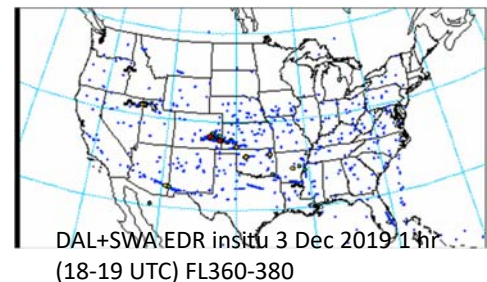 DAL+SWA EDR insitu 3 Dec 2019 1 hr
(18-19 UTC) FL360-380